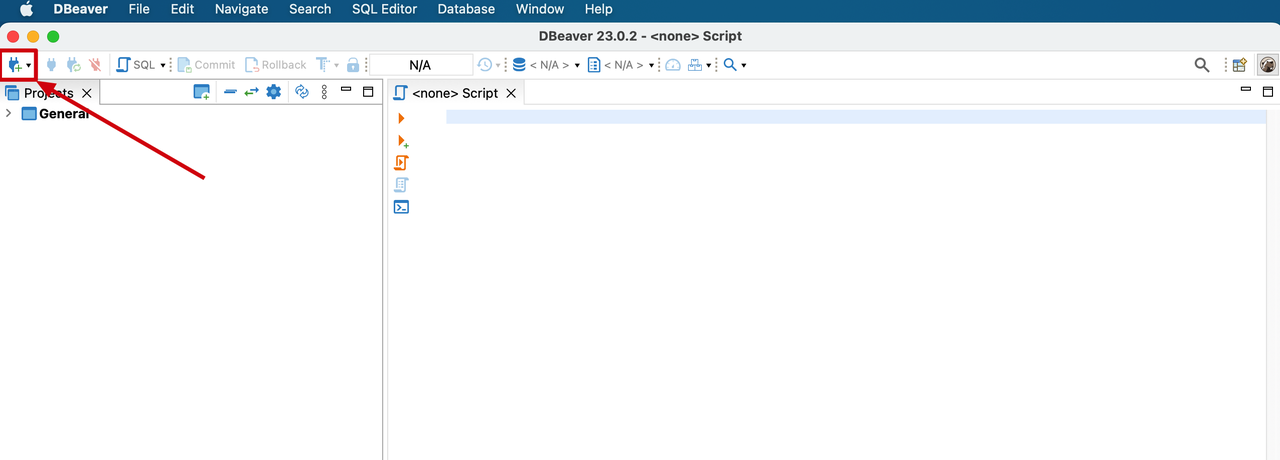 DBeaver File Edit Navigate Search SQL Editor Database Window Help
DBeaver 23.0.2 - <none> Script
SQL Commit Rollback N/A < N/A > < N/A >
Projects <none> Script
General